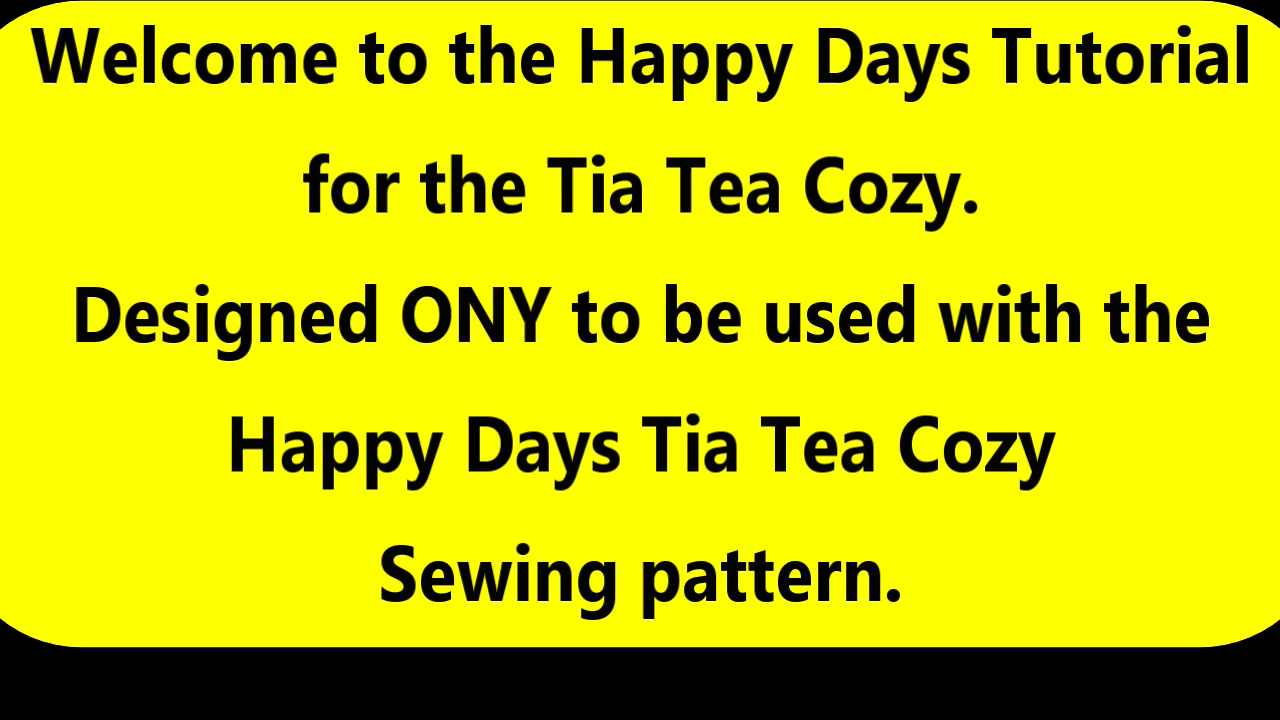 Welcome to the Happy Days Tutorial
for the Tia Tea Cozy.
Designed ONY to be used with the
Happy Days Tia Tea Cozy
Sewing pattern.